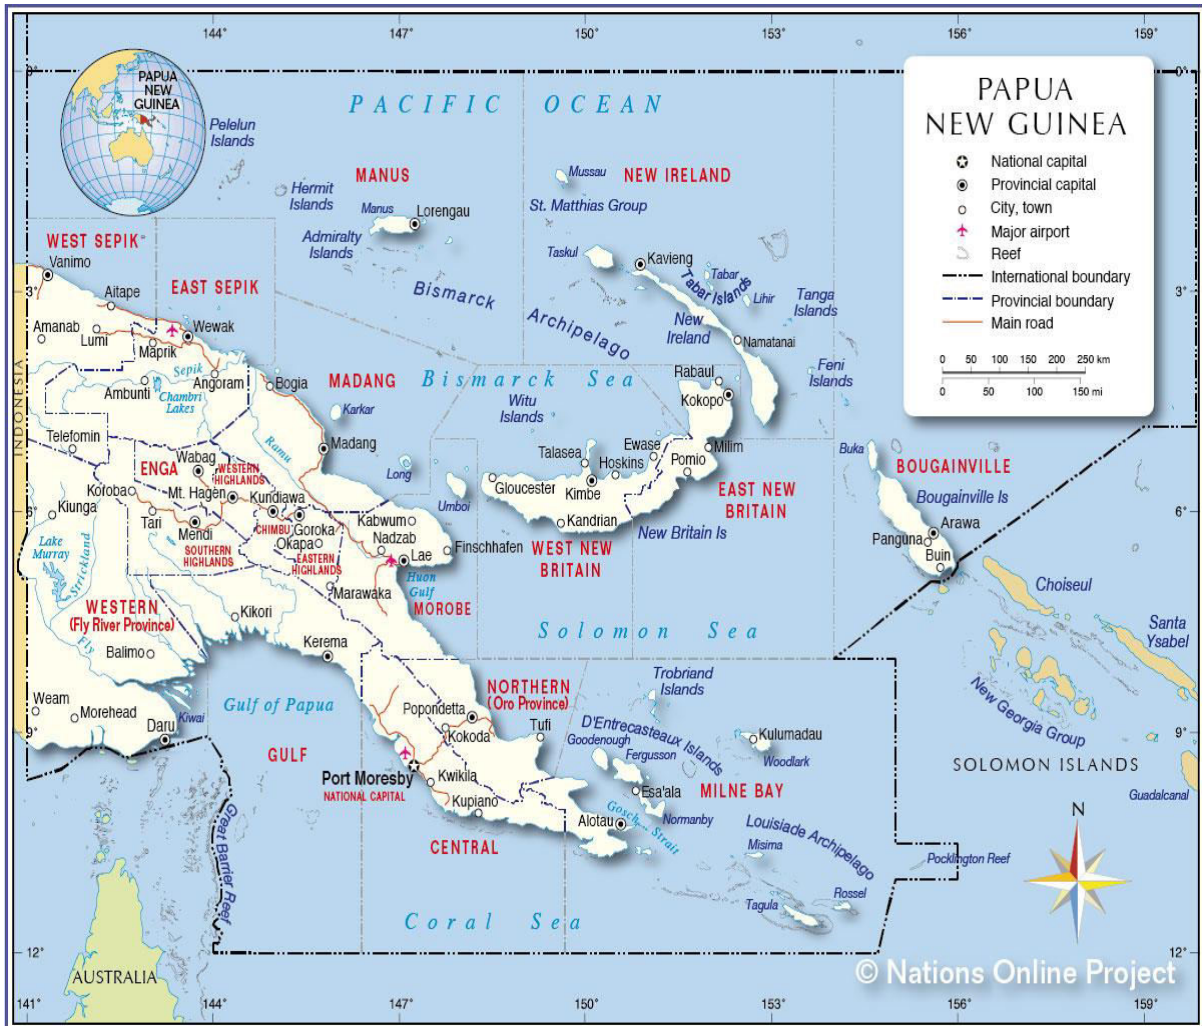 144°
147°
150°
153°
156°
159°
0°
0°
PAPUA
NEW
GUINEA
PACIFIC OCEAN
PAPUA
NEW GUINEA
National capital
Provincial capital
City, town
Major airport
Reef
International boundary
Provincial boundary
Main road
0 50 100 150 200 250 km
0 50 100 150 mi
Pelelun
Islands
Hermit
Islands
MANUS
Manus
Lorengau
Admiralty
Islands
Mussau
NEW IRELAND
St. Matthias Group
Taskul
Kavieng
Tabar
Tabar Islands
Lihir
Tanga
Islands
New
Ireland
Namatanai
Feni
Islands
WEST SEPIK
Vanimo
3°
3°
Aitape
EAST SEPIK
Amanab
Lumi
Maprik
Wewak
Sepik
Angoram
Ambunti
Chambri
Lakes
Bogia
MADANG
Karkar
Bismarck Archipelago
Bismarck Sea
Witu
Islands
Rabaul
Kokopo
INDONESIA
Telefomin
Ramu
Madang
ENGA
Wabag
WESTERN
HIGHLANDS
Long
Umboi
Talasea
Ewase
Hoskins
Milim
Pomio
Gloucester
Kimbe
Kandrian
EAST NEW
BRITAIN
New Britain Is
WEST NEW
BRITAIN
Buka
BOUGAINVILLE
Bougainville Is
Arawa
Panguna
Buin
Koroba
Mt. Hagen
Kundiawa
6°
6°
Kiunga
Tari
Mendi
CHIMBU
Goroka
Okapa
SOUTHERN
HIGHLANDS
EASTERN
HIGHLANDS
Kabwum
Nadzab
Lae
Finschhafen
Huon
Gulf
Lake
Murray
Strickland
Marawaka
MOROBE
Choiseul
Santa
Ysabel
WESTERN
(Fly River Province)
Kikori
Fly
Balimo
Kerema
Solomon Sea
Weam
Morehead
Daru
Kiwai
9°
9°
Gulf of Papua
GULF
NORTHERN
(Oro Province)
Popondetta
Kokoda
Tufi
Trobriand
Islands
D'Entrecasteaux Islands
Goodenough
Fergusson
Kulumadau
Woodlark
New Georgia Group
SOLOMON ISLANDS
Guadalcanal
Port Moresby
NATIONAL CAPITAL
Kwikila
Kupiano
Esa'ala
MILNE BAY
Normanby
Alotau
Gosch... Strait
CENTRAL
Louisiade Archipelago
Misima
Rossel
Tagula
Pocklington Reef
N
Great Barrier Reef
Coral Sea
12°
12°
AUSTRALIA
© Nations Online Project
141°
144°
147°
150°
153°
156°
159°